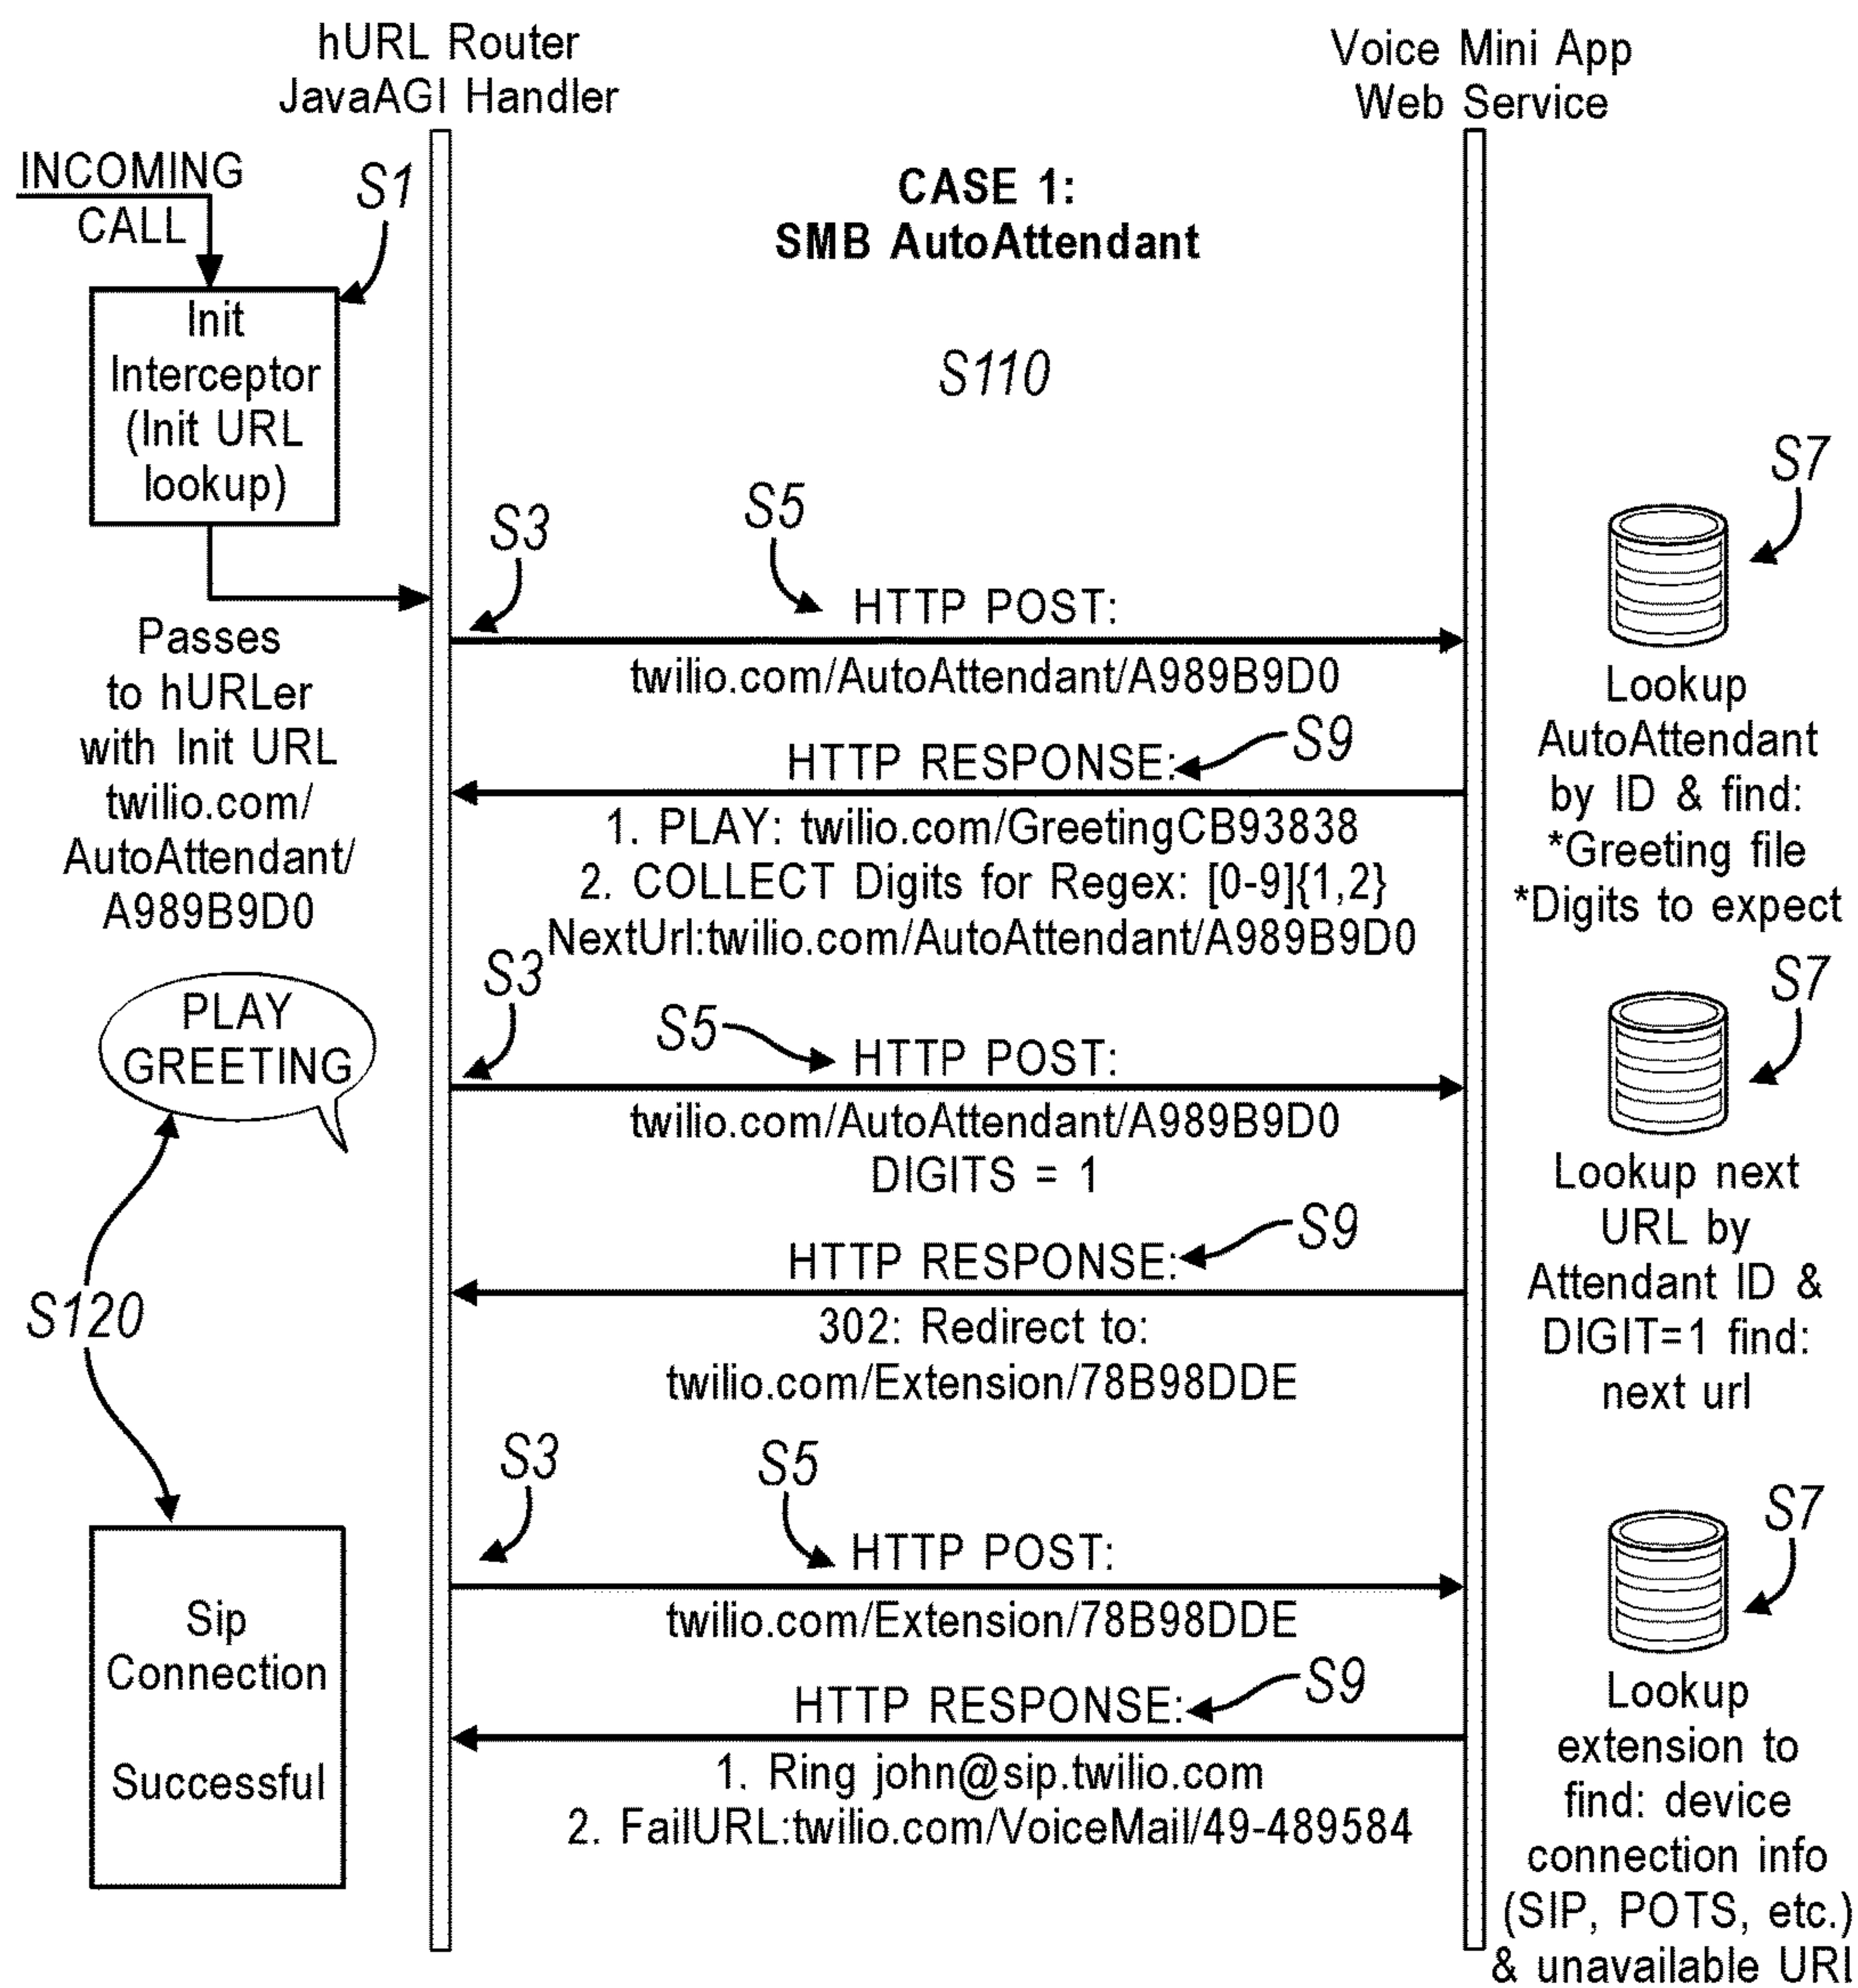 hURL Router
JavaAGI Handler
Voice Mini App
Web Service
INCOMING
CALL
S1
CASE 1:
SMB AutoAttendant
Init
Interceptor
(Init URL
lookup)
S110
S7
S3
S5
HTTP POST:
twilio.com/AutoAttendant/A989B9D0
Passes
to hURLer
with Init URL
twilio.com/
AutoAttendant/
A989B9D0
Lookup
AutoAttendant
by ID & find:
*Greeting file
*Digits to expect
HTTP RESPONSE:
S9
1. PLAY: twilio.com/GreetingCB93838
2. COLLECT Digits for Regex: [0-9]{1,2}
NextUrl:twilio.com/AutoAttendant/A989B9D0
PLAY
GREETING
S3
S5
HTTP POST:
S7
twilio.com/AutoAttendant/A989B9D0
DIGITS = 1
Lookup next
URL by
Attendant ID &
DIGIT=1 find:
next url
S9
HTTP RESPONSE:
302: Redirect to:
twilio.com/Extension/78B98DDE
S120
S3
S5
HTTP POST:
S7
twilio.com/Extension/78B98DDE
Sip
Connection
Successful
HTTP RESPONSE:
S9
1. Ring john@sip.twilio.com
2. FailURL:twilio.com/VoiceMail/49-489584
Lookup
extension to
find: device
connection info
(SIP, POTS, etc.)
& unavailable URI